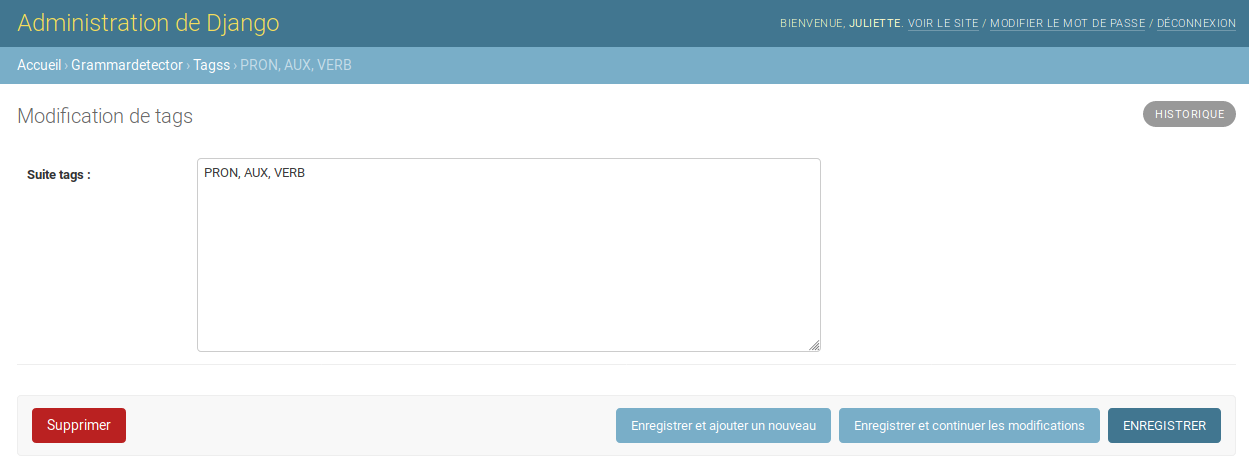 Administration de Django
BIENVENUE, JULIETTE. VOIR LE SITE / MODIFIER LE MOT DE PASSE / DÉCONNEXION
Accueil › Grammardetector › Tagss › PRON, AUX, VERB
Modification de tags
HISTORIQUE
Suite tags :
PRON, AUX, VERB
Supprimer
Enregistrer et ajouter un nouveau
Enregistrer et continuer les modifications
ENREGISTRER